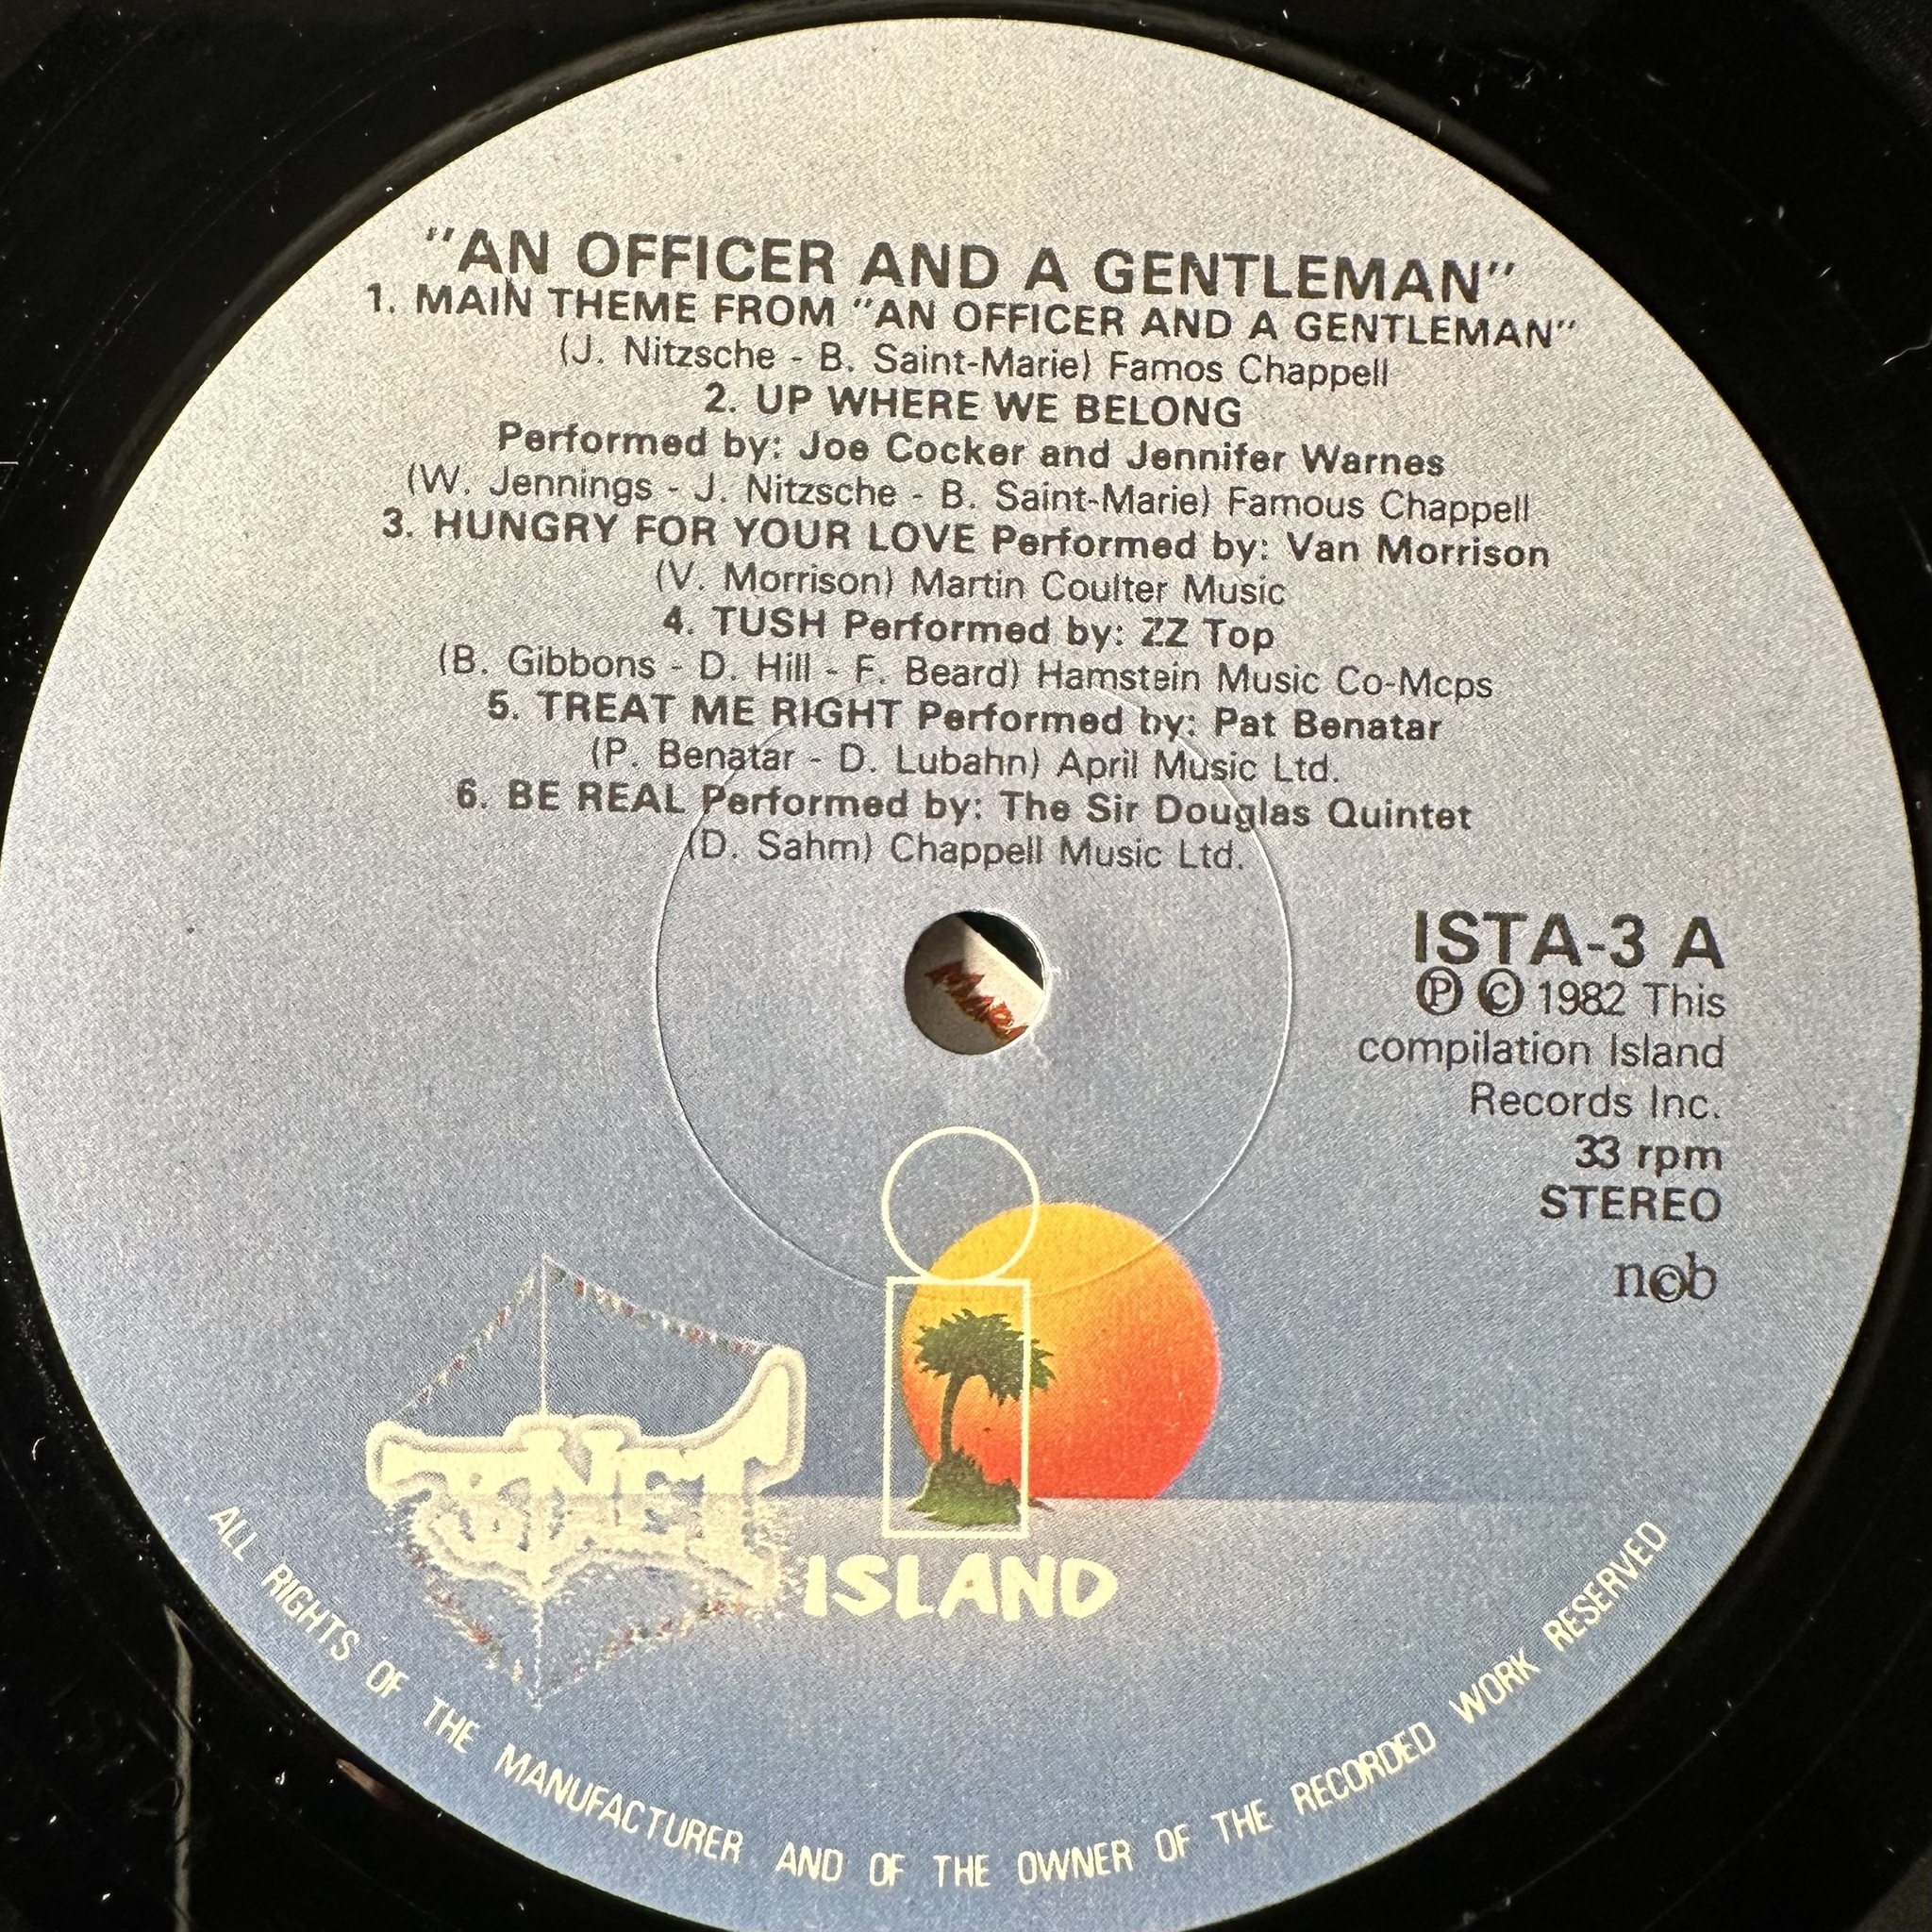 "AN OFFICER AND A GENTLEMAN"
1. MAIN THEME FROM "AN OFFICER AND A GENTLEMAN"
(J. Nitzsche - B. Saint-Marie) Famos Chappell
2. UP WHERE WE BELONG
Performed by: Joe Cocker and Jennifer Warnes
(W. Jennings - J. Nitzsche - B. Saint-Marie) Famous Chappell
3. HUNGRY FOR YOUR LOVE Performed by: Van Morrison
(V. Morrison) Martin Coulter Music
4. TUSH Performed by: ZZ Top
(B. Gibbons - D. Hill - F. Beard) Hamstein Music Co-Mcps
5. TREAT ME RIGHT Performed by: Pat Benatar
(P. Benatar - D. Lubahn) April Music Ltd.
6. BE REAL Performed by: The Sir Douglas Quintet
(D. Sahm) Chappell Music Ltd.
ISTA-3 A
℗ © 1982 This
compilation Island
Records Inc.
33 rpm
STEREO
ncb
ISLAND
ALL RIGHTS OF THE MANUFACTURER AND OF THE OWNER OF THE RECORDED WORK RESERVED